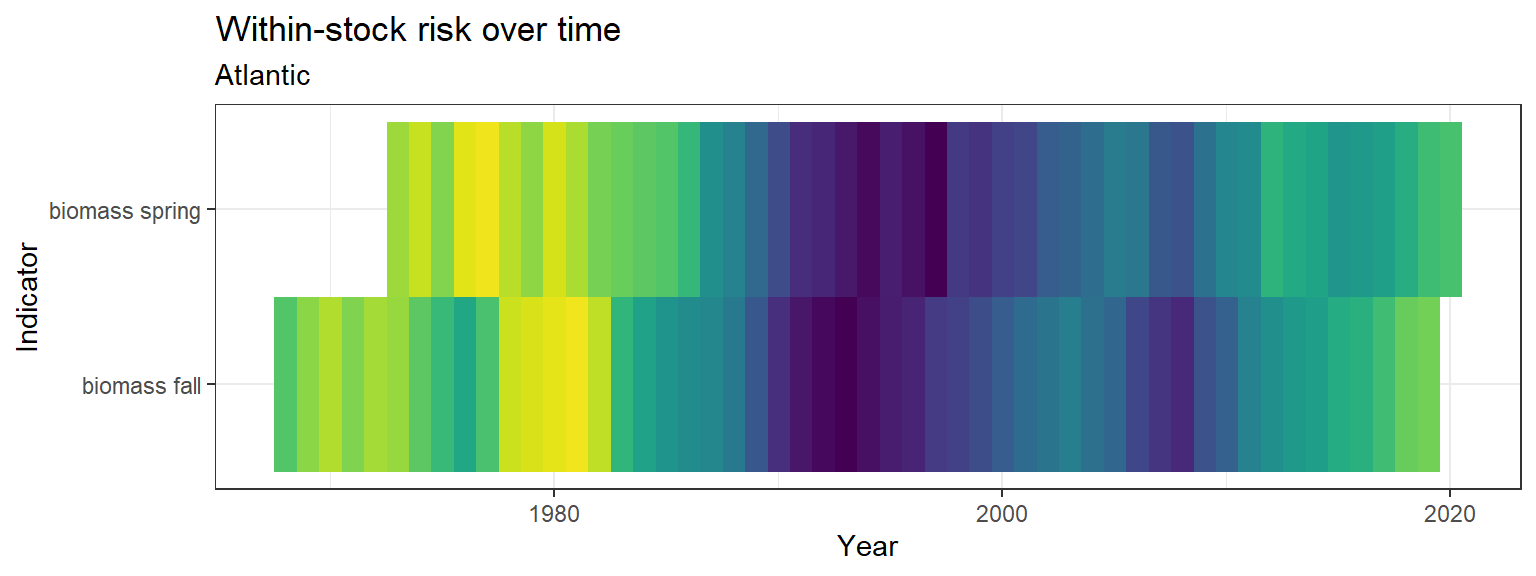 Within-stock risk over time
Atlantic
Indicator
biomass spring
biomass fall
1980 2000 2020
Year